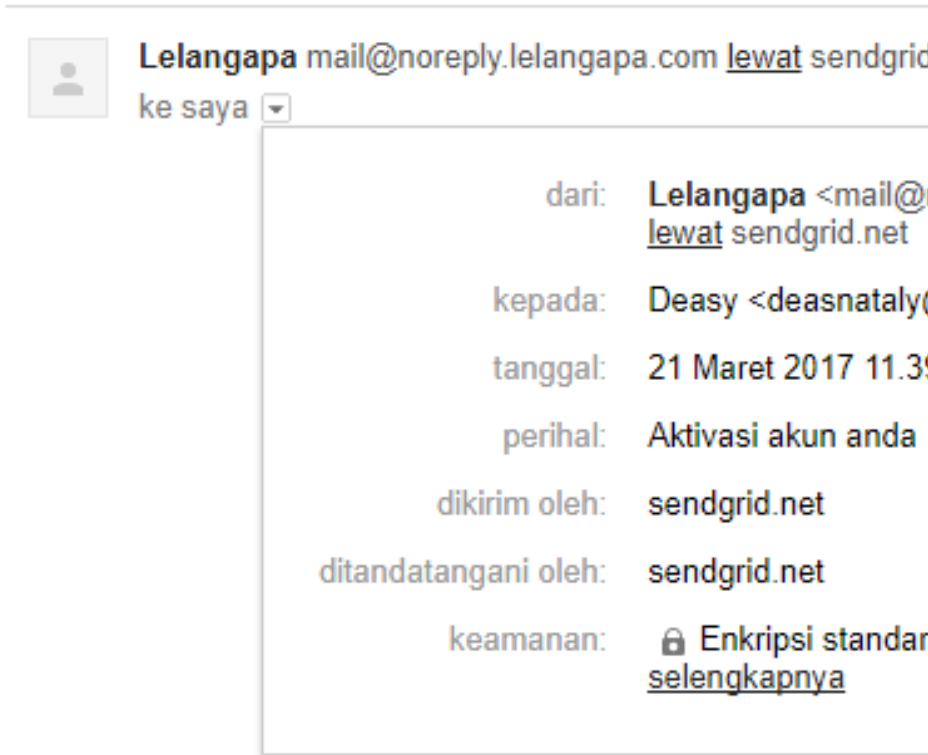 Lelangapa mail@noreply.lelangapa.com lewat sendgrid
ke saya
dari: Lelangapa <mail@
lewat sendgrid.net
kepada: Deasy <deasnataly@
tanggal: 21 Maret 2017 11.39
perihal: Aktivasi akun anda
dikirim oleh: sendgrid.net
ditandatangani oleh: sendgrid.net
keamanan: Enkripsi standar
selengkapnya